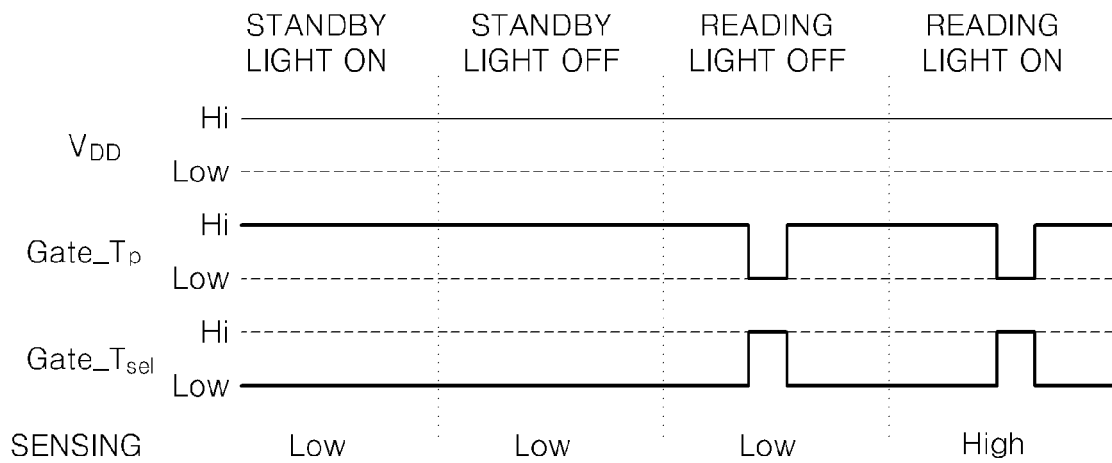 STANDBY LIGHT ON
STANDBY LIGHT OFF
READING LIGHT OFF
READING LIGHT ON
VDD
Hi
Low
Gate_Tp
Hi
Low
Gate_Tsel
Hi
Low
SENSING Low Low Low High